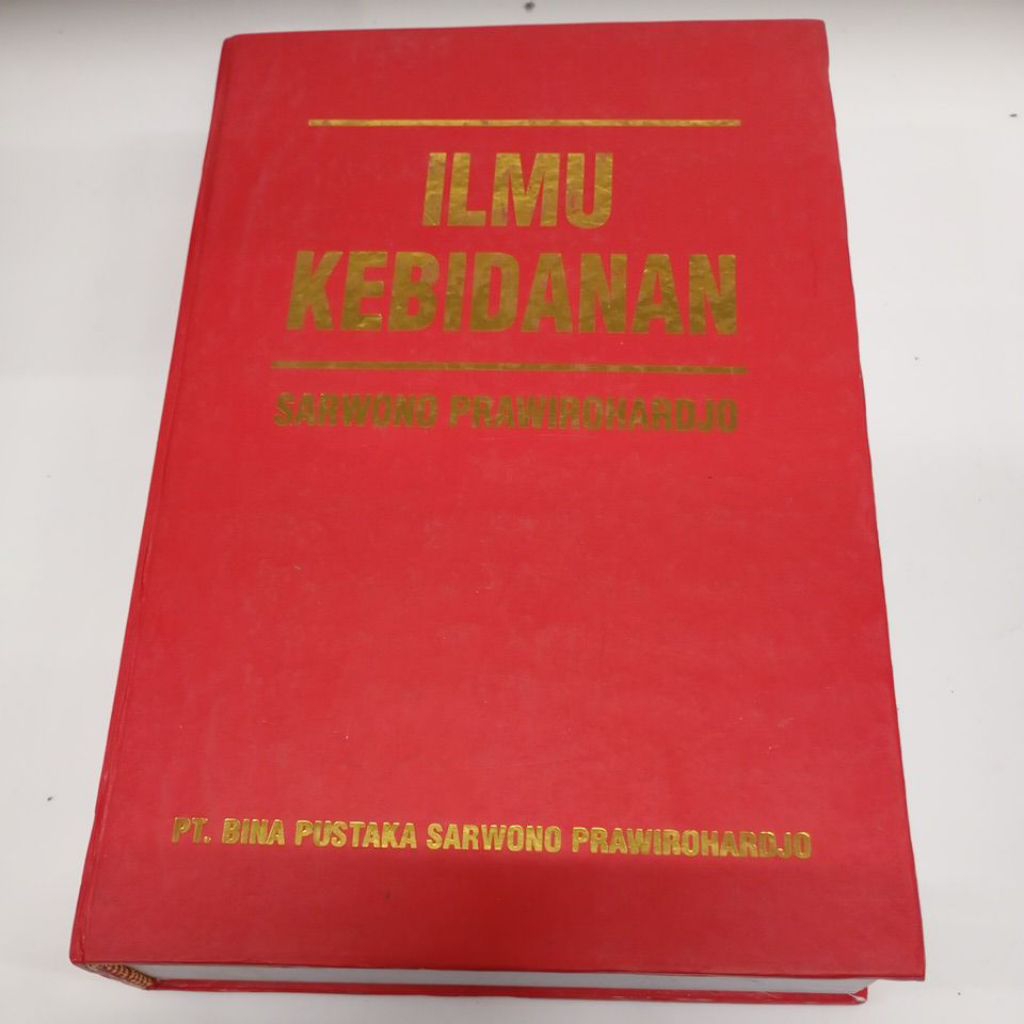 ILMU
KEBIDANAN
SARWONO PRAWIROHARDJO
PT. BINA PUSTAKA SARWONO PRAWIROHARDJO